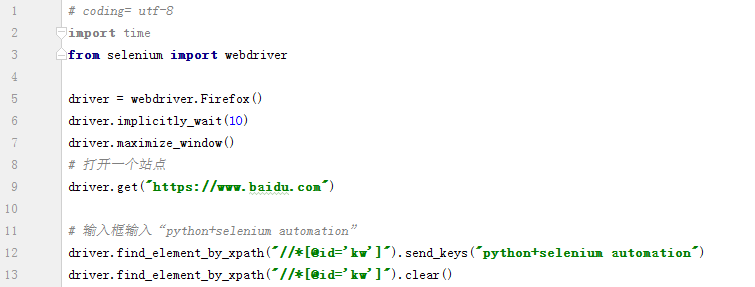 1 # coding= utf-8
2 import time
3 from selenium import webdriver
4
5 driver = webdriver.Firefox()
6 driver.implicitly_wait(10)
7 driver.maximize_window()
8 # 打开一个站点
9 driver.get("https://www.baidu.com")
10
11 # 输入框输入“python+selenium automation”
12 driver.find_element_by_xpath("//*[@id='kw']").send_keys("python+selenium automation")
13 driver.find_element_by_xpath("//*[@id='kw']").clear()